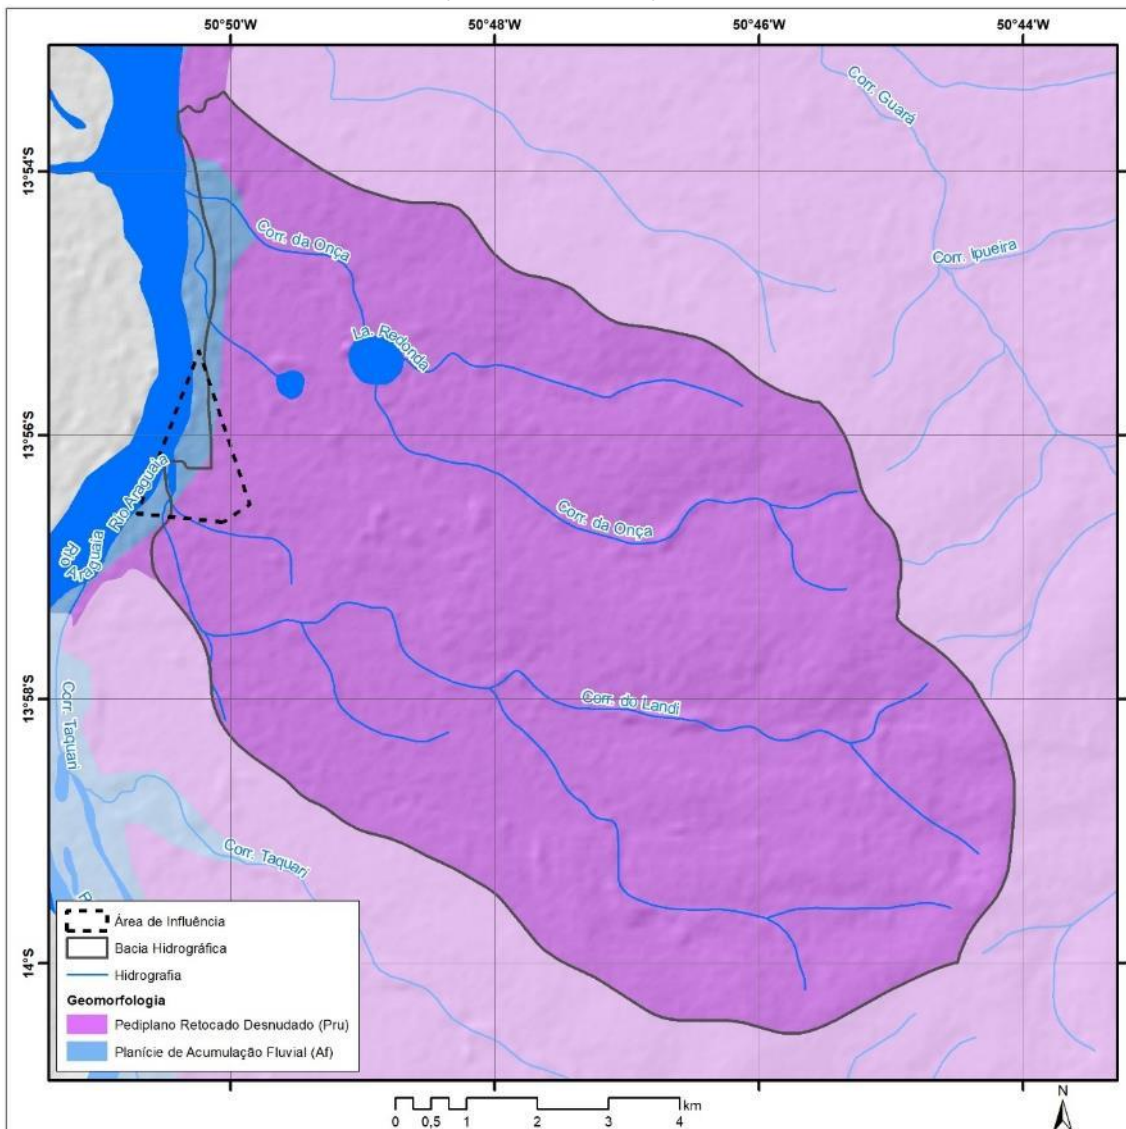 50°50'W 50°48'W 50°46'W 50°44'W
13°54'S
13°56'S
13°58'S
14°S
Corr. Guará
Corr. Ipueira
Corr. da Onça
La. Redonda
Rio Araguaia
Rio Araguaia
Corr. da Onça
Corr. do Landi
Corr. Taquari
Corr. Taquari
Área de Influência
Bacia Hidrográfica
Hidrografia
Geomorfologia
Pediplano Retocado Desnudado (Pru)
Planície de Acumulação Fluvial (Af)
km
0 0,5 1 2 3 4
N